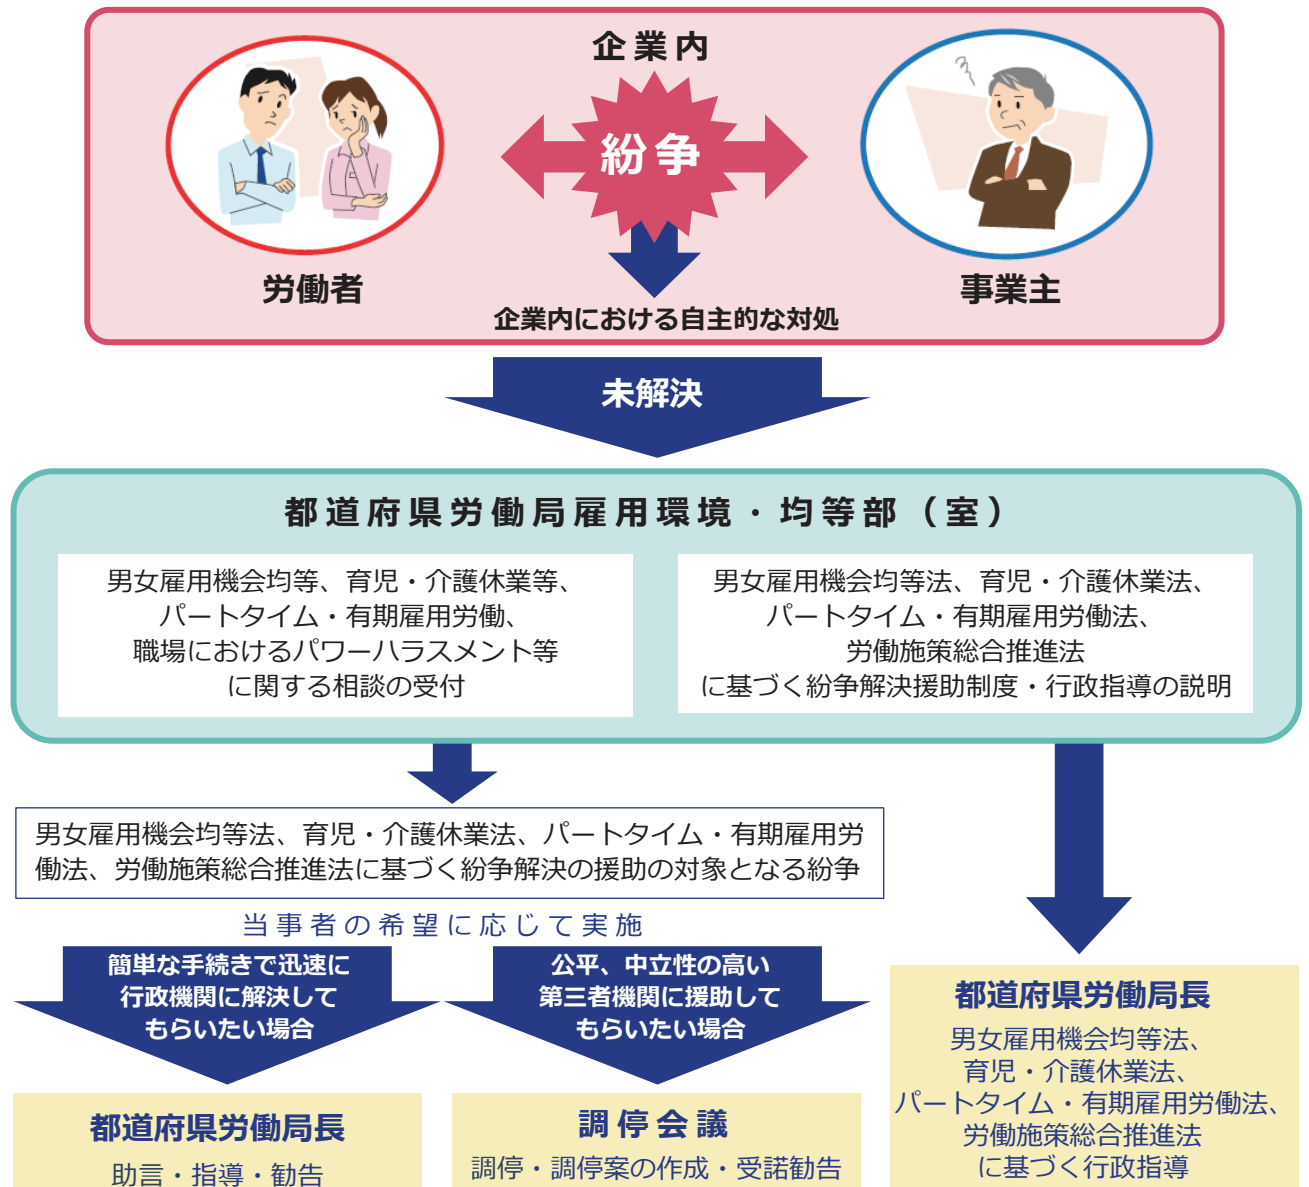 企業内
紛争
労働者
事業主
企業内における自主的な対処
未解決
都道府県労働局雇用環境・均等部（室）
男女雇用機会均等、育児・介護休業等、
パートタイム・有期雇用労働、
職場におけるパワーハラスメント等
に関する相談の受付
男女雇用機会均等法、育児・介護休業法、
パートタイム・有期雇用労働法、
労働施策総合推進法
に基づく紛争解決援助制度・行政指導の説明
男女雇用機会均等法、育児・介護休業法、パートタイム・有期雇用労
働法、労働施策総合推進法に基づく紛争解決の援助の対象となる紛争
当事者の希望に応じて実施
簡単な手続きで迅速に
行政機関に解決して
もらいたい場合
公平、中立性の高い
第三者機関に援助して
もらいたい場合
都道府県労働局長
助言・指導・勧告
調停会議
調停・調停案の作成・受諾勧告
都道府県労働局長
男女雇用機会均等法、
育児・介護休業法、
パートタイム・有期雇用労働法、
労働施策総合推進法
に基づく行政指導